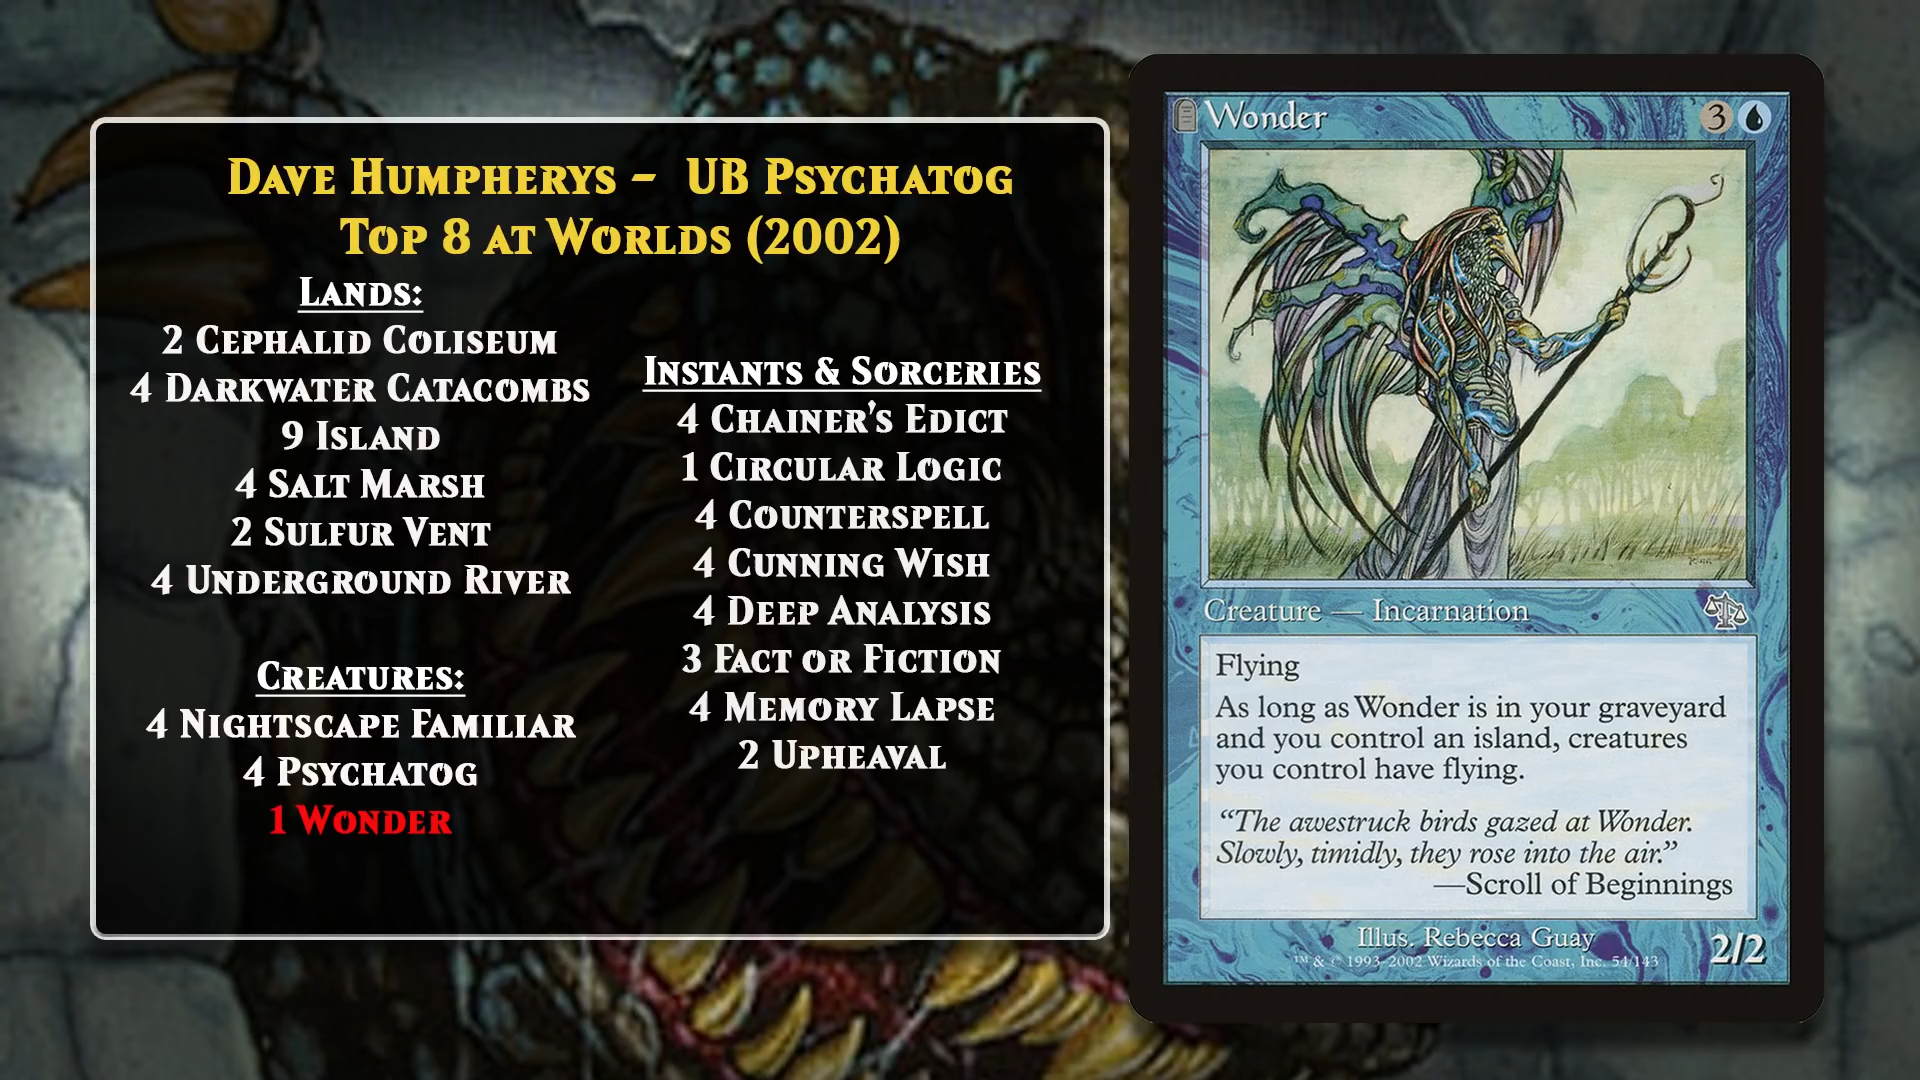 Dave Humpherys – UB Psychatog
Top 8 at Worlds (2002)
Lands:
2 Cephalid Coliseum
4 Darkwater Catacombs
9 Island
4 Salt Marsh
2 Sulfur Vent
4 Underground River
Creatures:
4 Nightscape Familiar
4 Psychatog
1 Wonder
Instants & Sorceries
4 Chainer's Edict
1 Circular Logic
4 Counterspell
4 Cunning Wish
4 Deep Analysis
3 Fact or Fiction
4 Memory Lapse
2 Upheaval
Wonder 3
Creature — Incarnation
Flying
As long as Wonder is in your graveyard
and you control an island, creatures
you control have flying.
“The awestruck birds gazed at Wonder.
Slowly, timidly, they rose into the air.”
—Scroll of Beginnings
Illus. Rebecca Guay
™ & © 1993–2002 Wizards of the Coast, Inc. 54/143
2/2